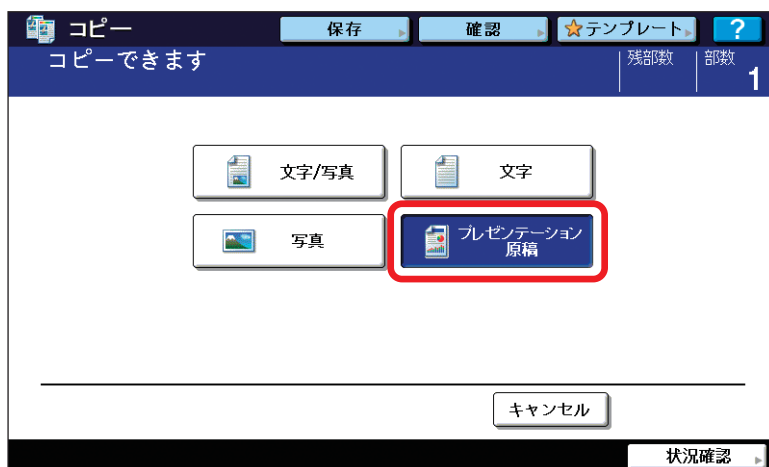 コピー
保存
確認
テンプレート
?
コピーできます
残部数
部数
1
文字/写真
文字
写真
プレゼンテーション
原稿
キャンセル
状況確認